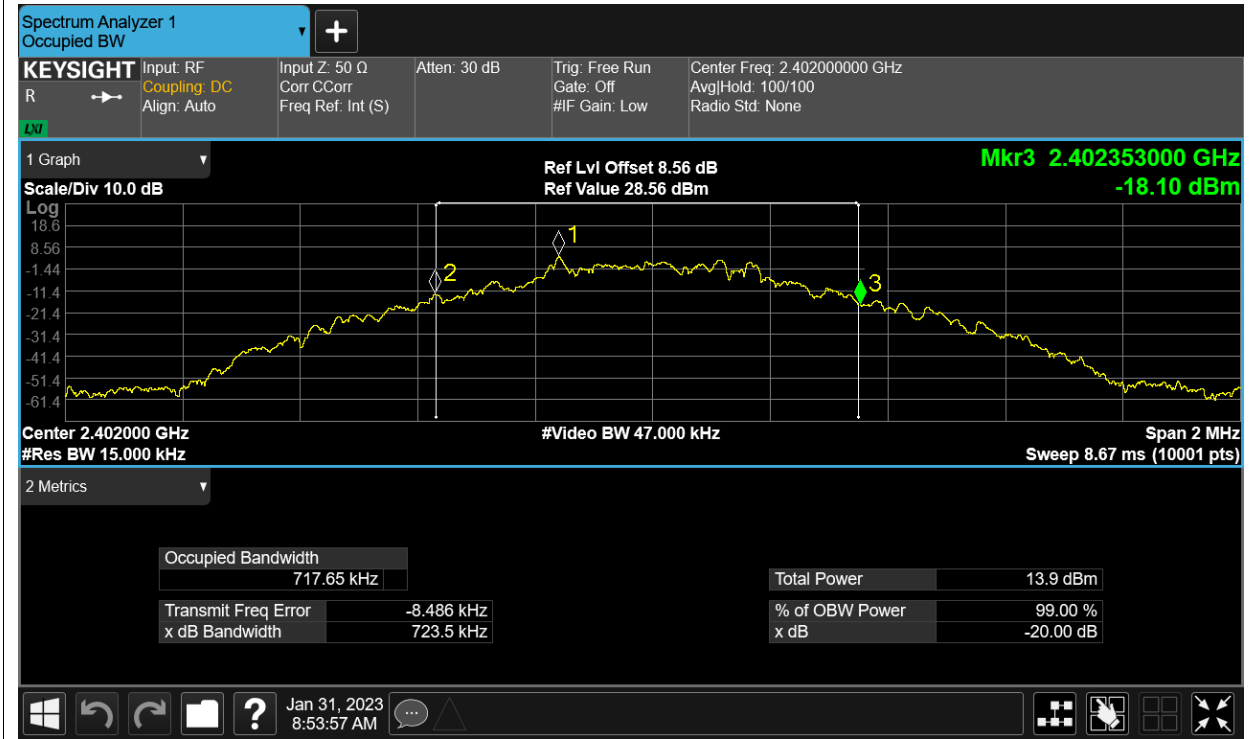 Spectrum Analyzer 1
Occupied BW
KEYSIGHT
R
LXI
Input: RF
Coupling: DC
Align: Auto
Input Z: 50 Ω
Corr CCorr
Freq Ref: Int (S)
Atten: 30 dB
Trig: Free Run
Gate: Off
#IF Gain: Low
Center Freq: 2.402000000 GHz
Avg|Hold: 100/100
Radio Std: None
1 Graph
Scale/Div 10.0 dB
Ref Lvl Offset 8.56 dB
Ref Value 28.56 dBm
Mkr3 2.402353000 GHz
-18.10 dBm
Log
18.6
8.56
-1.44
-11.4
-21.4
-31.4
-41.4
-51.4
-61.4
1
2
3
Center 2.402000 GHz
#Video BW 47.000 kHz
Span 2 MHz
#Res BW 15.000 kHz
Sweep 8.67 ms (10001 pts)
2 Metrics
Occupied Bandwidth
717.65 kHz
Total Power 13.9 dBm
Transmit Freq Error -8.486 kHz
% of OBW Power 99.00 %
x dB Bandwidth 723.5 kHz
x dB -20.00 dB
?
Jan 31, 2023
8:53:57 AM